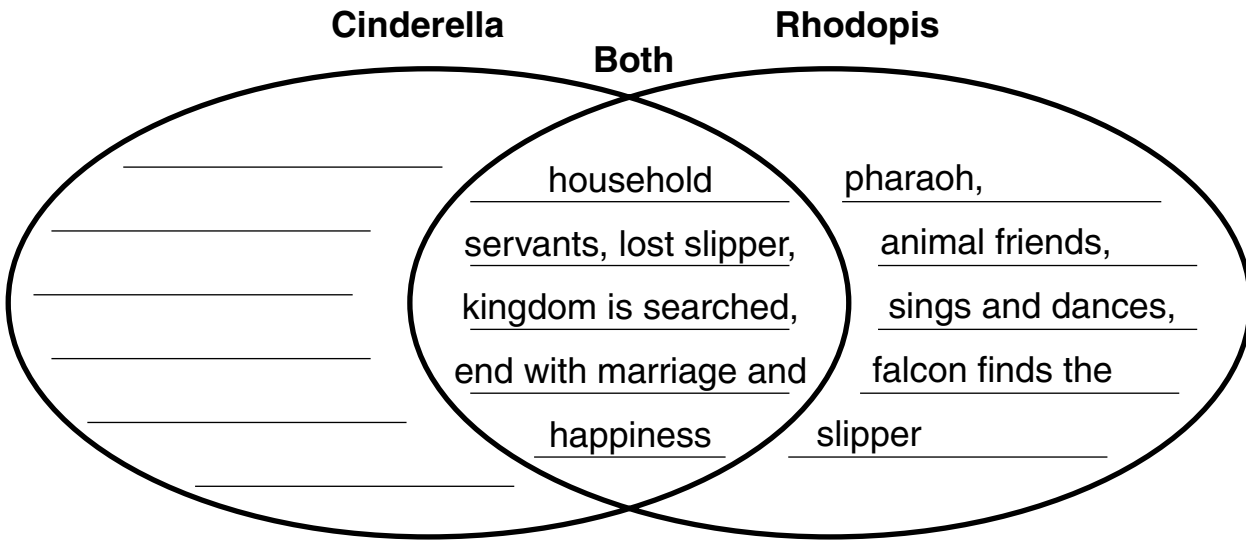 Cinderella
Rhodopis
Both
household
servants, lost slipper,
kingdom is searched,
end with marriage and
happiness
pharaoh,
animal friends,
sings and dances,
falcon finds the
slipper